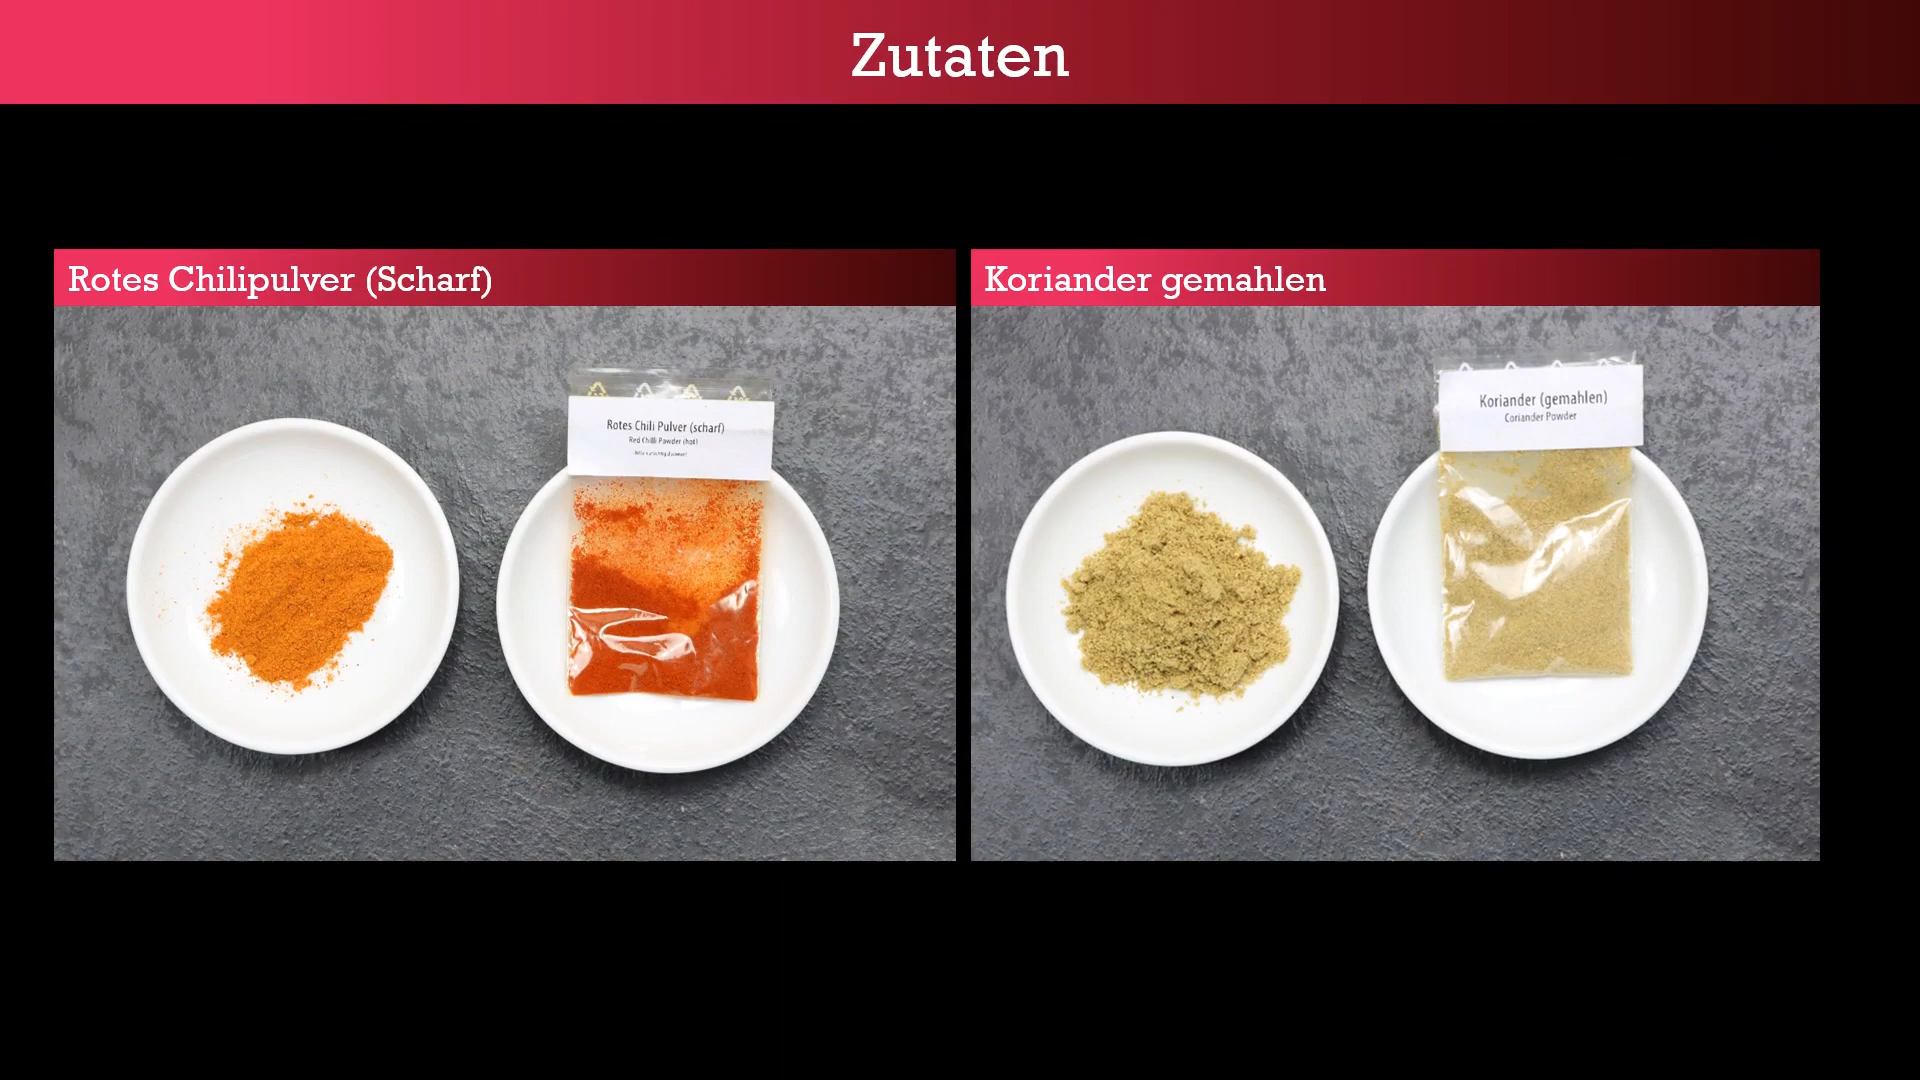 Zutaten
Rotes Chilipulver (Scharf)
Koriander gemahlen
Rotes Chili Pulver (scharf)
Red Chilli Powder (hot)
Koriander (gemahlen)
Coriander Powder